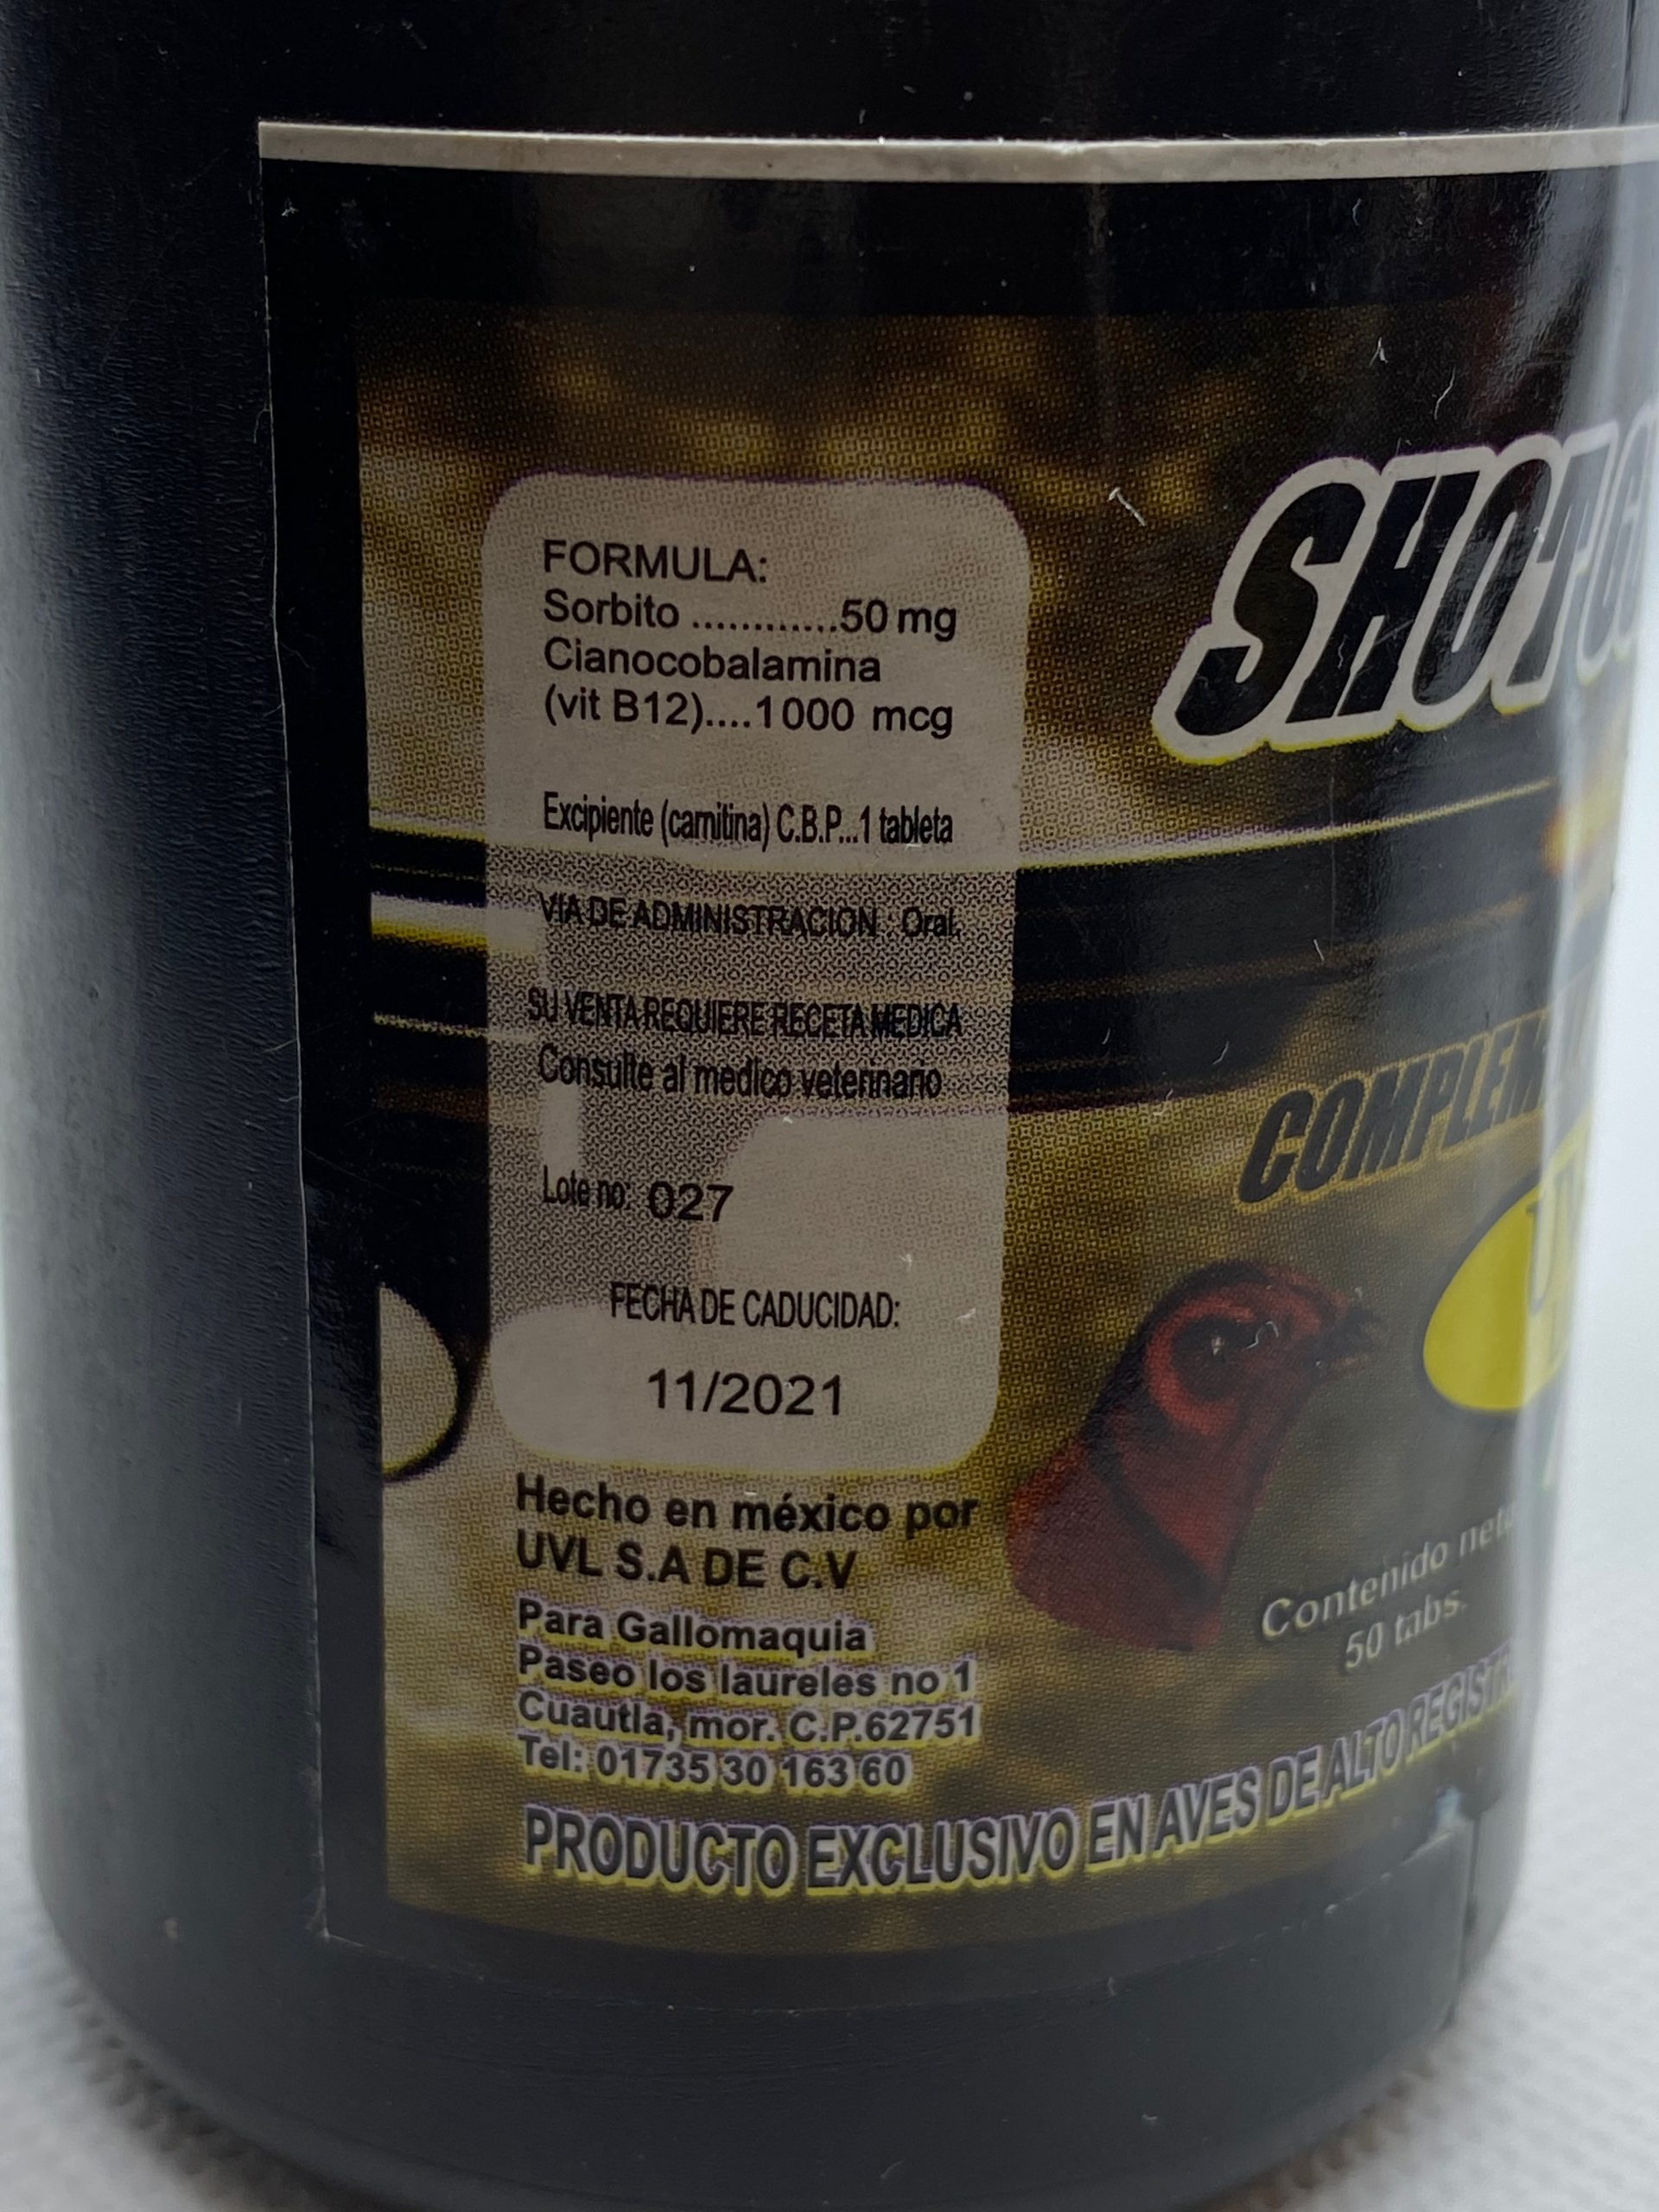 FORMULA:
Sorbito ............50 mg
Cianocobalamina
(vit B12)....1000 mcg
Excipiente (carnitina) C.B.P...1 tableta
VIA DE ADMINISTRACION : Oral.
SU VENTA REQUIERE RECETA MEDICA
Consulte al medico veterinario
Lote no: 027
FECHA DE CADUCIDAD:
11/2021
Hecho en méxico por
UVL S.A DE C.V
Para Gallomaquia
Paseo los laureles no 1
Cuautla, mor. C.P.62751
Tel: 01735 30 163 60
PRODUCTO EXCLUSIVO EN AVES DE ALTO
SHOT
Contenido
50 tabs.